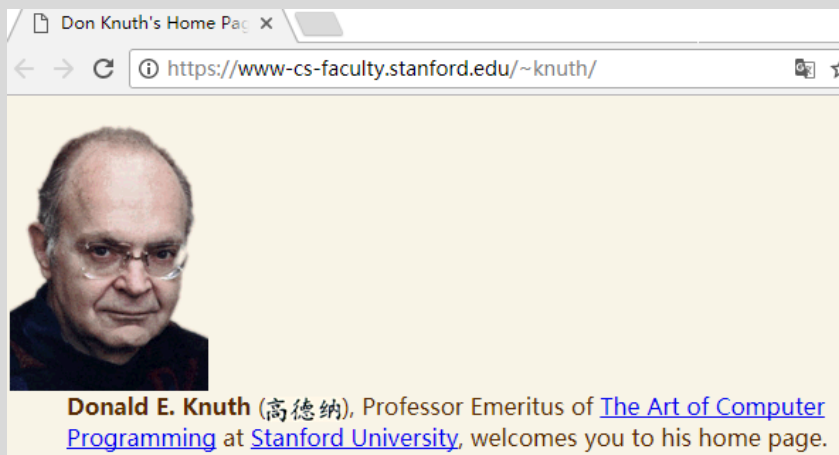 Don Knuth's Home Pag
https://www-cs-faculty.stanford.edu/~knuth/
Donald E. Knuth (高德纳), Professor Emeritus of The Art of Computer
Programming at Stanford University, welcomes you to his home page.